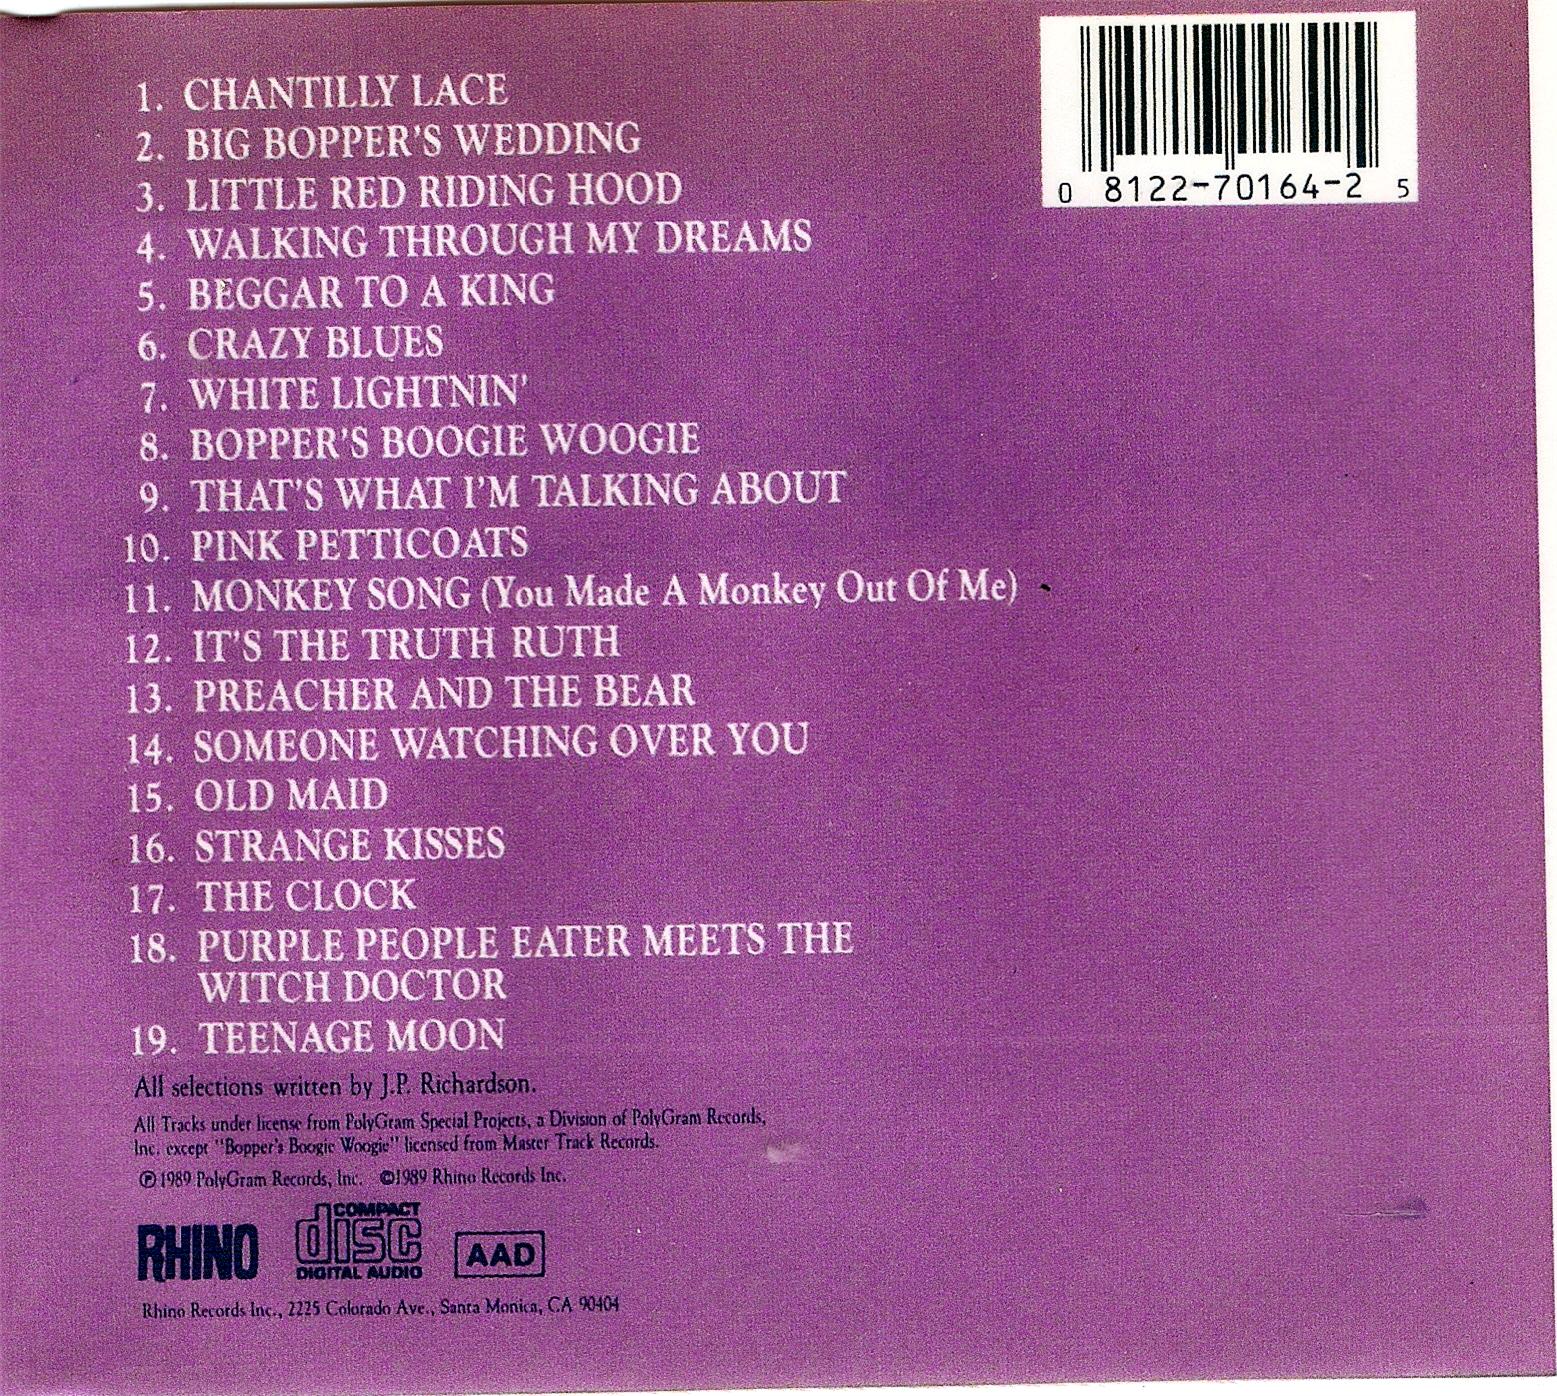 1. CHANTILLY LACE
2. BIG BOPPER'S WEDDING
3. LITTLE RED RIDING HOOD
4. WALKING THROUGH MY DREAMS
5. BEGGAR TO A KING
6. CRAZY BLUES
7. WHITE LIGHTNIN'
8. BOPPER'S BOOGIE WOOGIE
9. THAT'S WHAT I'M TALKING ABOUT
10. PINK PETTICOATS
11. MONKEY SONG (You Made A Monkey Out Of Me)
12. IT'S THE TRUTH RUTH
13. PREACHER AND THE BEAR
14. SOMEONE WATCHING OVER YOU
15. OLD MAID
16. STRANGE KISSES
17. THE CLOCK
18. PURPLE PEOPLE EATER MEETS THE
WITCH DOCTOR
19. TEENAGE MOON
0 8122-70164-2 5
All selections written by J.P. Richardson.
All Tracks under license from PolyGram Special Projects, a Division of PolyGram Records,
Inc. except "Bopper's Boogie Woogie" licensed from Master Track Records.
℗1989 PolyGram Records, Inc. ©1989 Rhino Records Inc.
RHINO COMPACT disc DIGITAL AUDIO AAD
Rhino Records Inc., 2225 Colorado Ave., Santa Monica, CA 90404